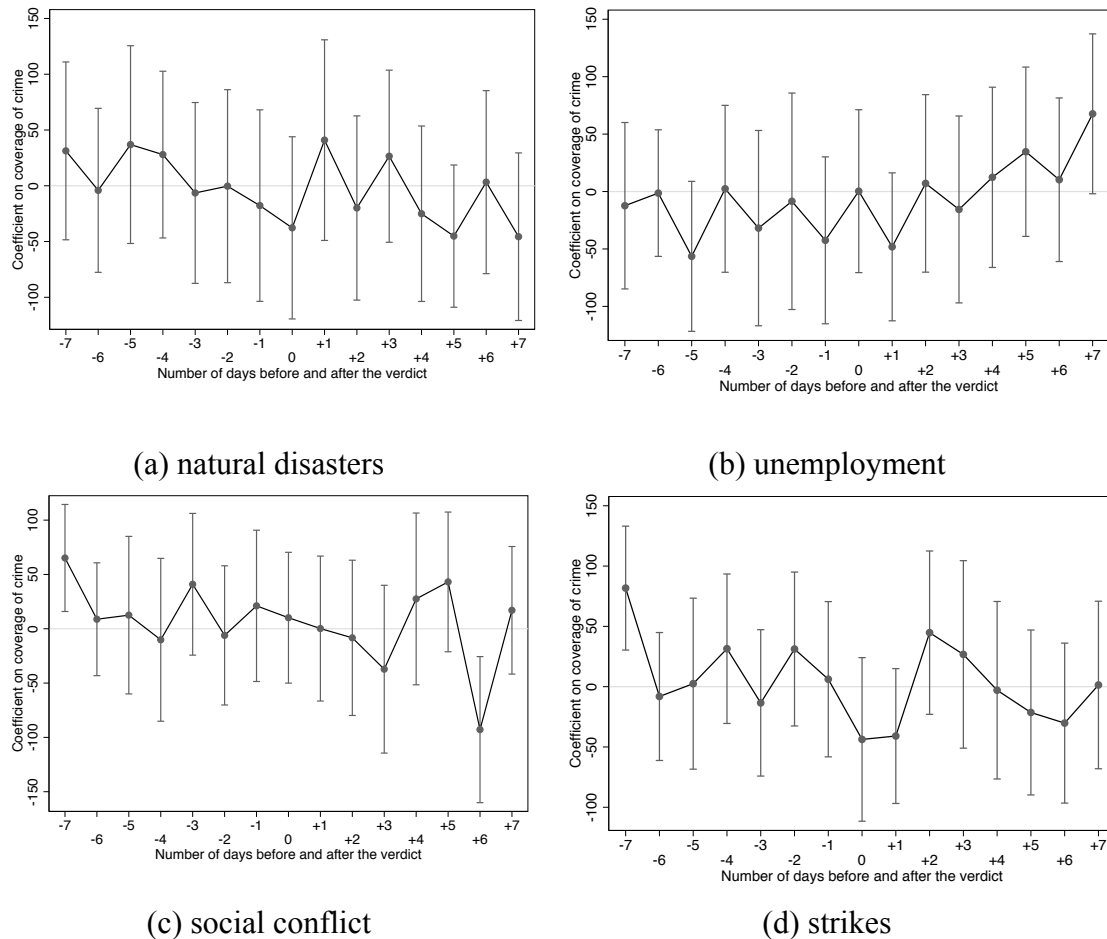 150
100
50
0
-50
-100
Coefficient on coverage of crime
-7 -5 -3 -1 +1 +3 +5 +7
-6 -4 -2 0 +2 +4 +6
Number of days before and after the verdict
(a) natural disasters
150
100
50
0
-50
-100
Coefficient on coverage of crime
-7 -5 -3 -1 +1 +3 +5 +7
-6 -4 -2 0 +2 +4 +6
Number of days before and after the verdict
(b) unemployment
100
50
0
-50
-100
-150
Coefficient on coverage of crime
-7 -5 -3 -1 +1 +3 +5 +7
-6 -4 -2 0 +2 +4 +6
Number of days before and after the verdict
(c) social conflict
150
100
50
0
-50
-100
Coefficient on coverage of crime
-7 -5 -3 -1 +1 +3 +5 +7
-6 -4 -2 0 +2 +4 +6
Number of days before and after the verdict
(d) strikes